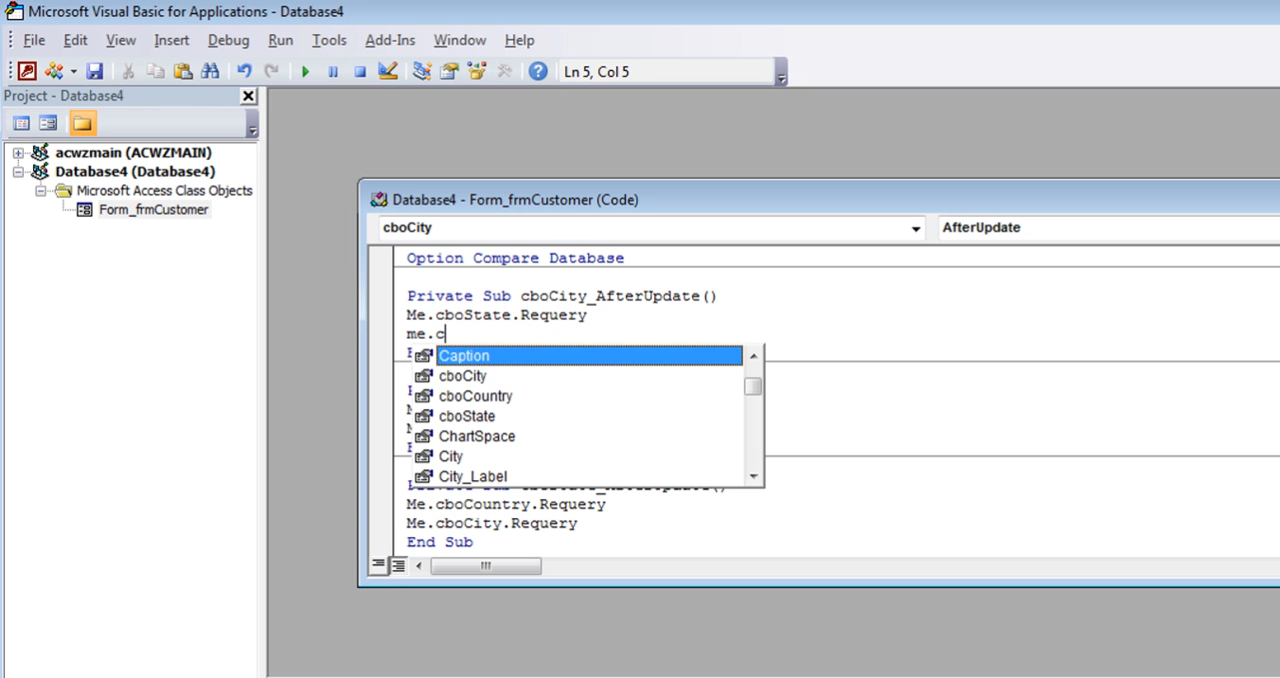 Microsoft Visual Basic for Applications - Database4
File Edit View Insert Debug Run Tools Add-Ins Window Help
Ln 5, Col 5
Project - Database4
acwzmain (ACWZMAIN)
Database4 (Database4)
Microsoft Access Class Objects
Form_frmCustomer
Database4 - Form_frmCustomer (Code)
cboCity AfterUpdate
Option Compare Database
Private Sub cboCity_AfterUpdate()
Me.cboState.Requery
me.c
Caption
cboCity
cboCountry
cboState
ChartSpace
City
City_Label
Me.cboCountry.Requery
Me.cboCity.Requery
End Sub